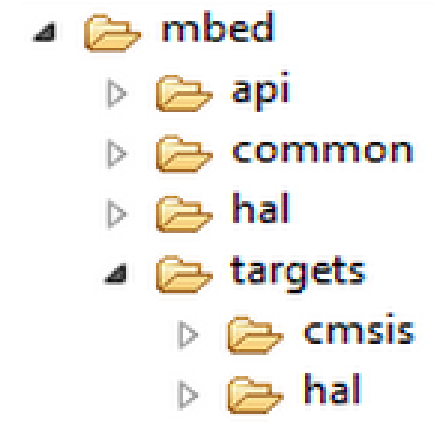 mbed
api
common
hal
targets
cmsis
hal